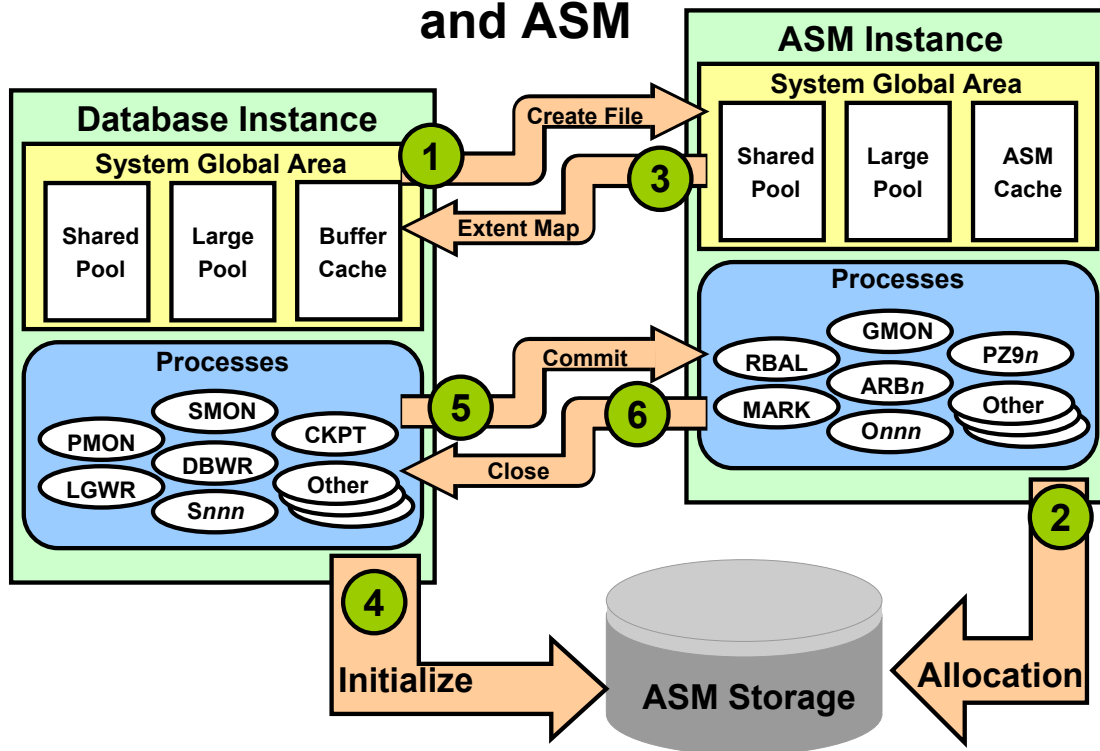 and ASM
ASM Instance
System Global Area
Shared
Pool
Large
Pool
ASM
Cache
Processes
RBAL
GMON
PZ9n
MARK
ARBn
Onnn
Other
Database Instance
System Global Area
Shared
Pool
Large
Pool
Buffer
Cache
Processes
PMON
SMON
CKPT
LGWR
DBWR
Snnn
Other
1
Create File
3
Extent Map
5
Commit
6
Close
2
Allocation
4
Initialize
ASM Storage